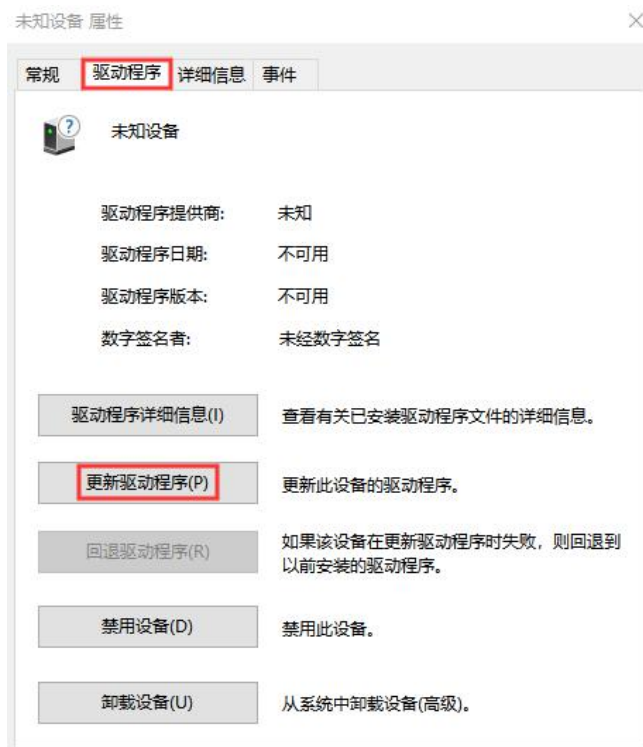 未知设备 属性
常规 驱动程序 详细信息 事件
未知设备
驱动程序提供商: 未知
驱动程序日期: 不可用
驱动程序版本: 不可用
数字签名者: 未经数字签名
驱动程序详细信息(I) 查看有关已安装驱动程序文件的详细信息。
更新驱动程序(P) 更新此设备的驱动程序。
回退驱动程序(R) 如果该设备在更新驱动程序时失败，则回退到
以前安装的驱动程序。
禁用设备(D) 禁用此设备。
卸载设备(U) 从系统中卸载设备(高级)。